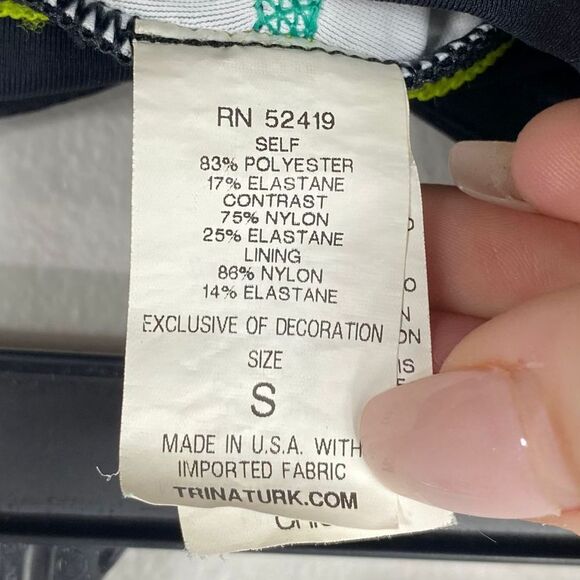 RN 52419
SELF
83% POLYESTER
17% ELASTANE
CONTRAST
75% NYLON
25% ELASTANE
LINING
86% NYLON
14% ELASTANE
EXCLUSIVE OF DECORATION
SIZE
S
MADE IN U.S.A. WITH
IMPORTED FABRIC
TRINATURK.COM